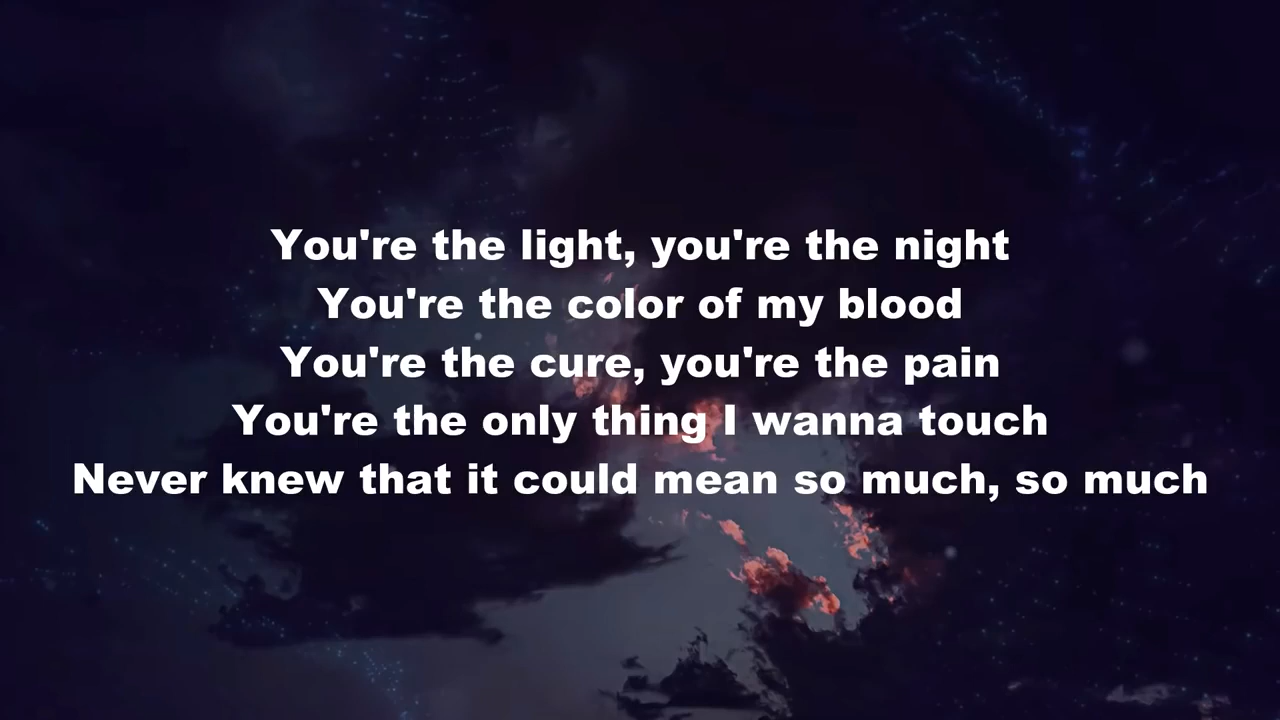 You're the light, you're the night
You're the color of my blood
You're the cure, you're the pain
You're the only thing I wanna touch
Never knew that it could mean so much, so much